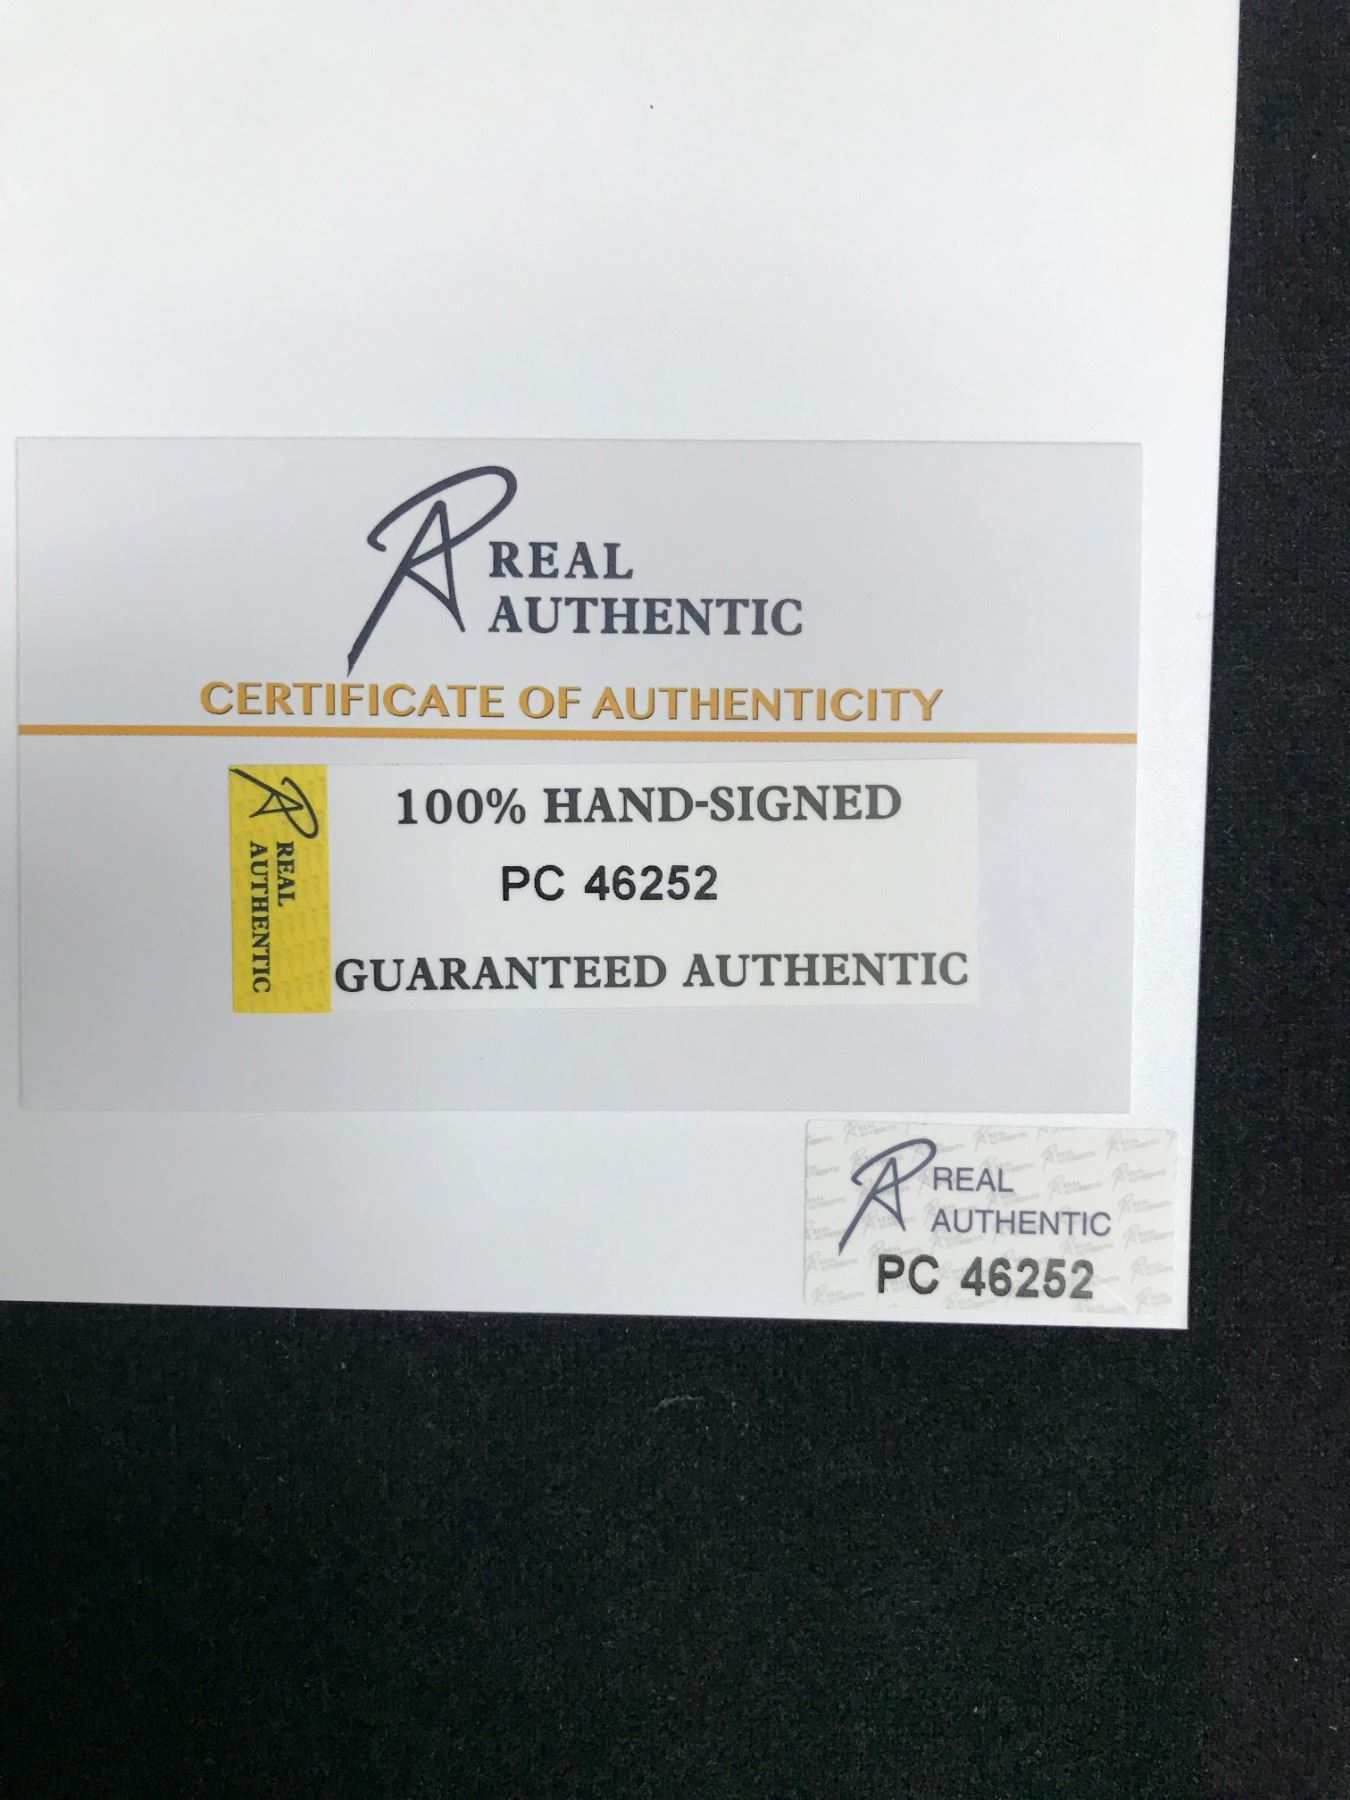 REAL
AUTHENTIC
CERTIFICATE OF AUTHENTICITY
REAL
AUTHENTIC
100% HAND-SIGNED
PC 46252
GUARANTEED AUTHENTIC
REAL
AUTHENTIC
PC 46252